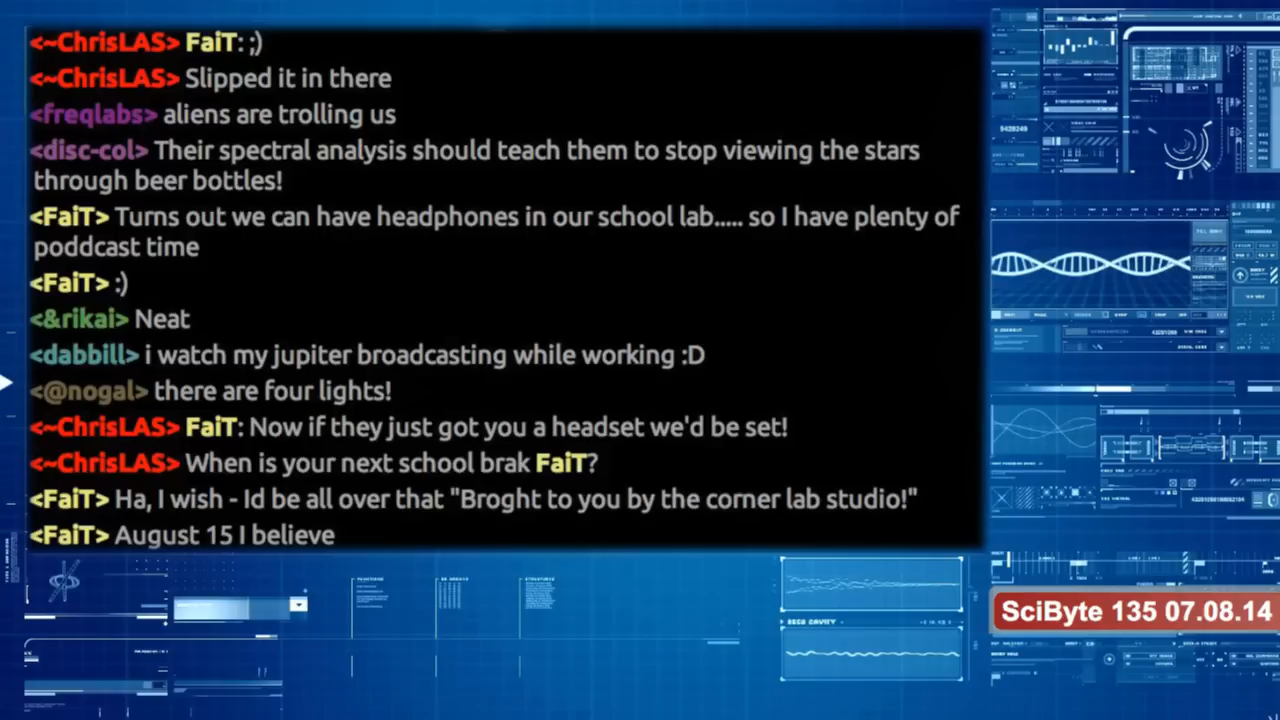 <~ChrisLAS> FaiT: ;)
<~ChrisLAS> Slipped it in there
<freqlabs> aliens are trolling us
<disc-col> Their spectral analysis should teach them to stop viewing the stars
through beer bottles!
<FaiT> Turns out we can have headphones in our school lab..... so I have plenty of
poddcast time
<FaiT> :)
<&rikai> Neat
<dabbill> i watch my jupiter broadcasting while working :D
<@nogal> there are four lights!
<~ChrisLAS> FaiT: Now if they just got you a headset we'd be set!
<~ChrisLAS> When is your next school brak FaiT?
<FaiT> Ha, I wish - Id be all over that "Broght to you by the corner lab studio!"
<FaiT> August 15 I believe
SciByte 135 07.08.14
9428249